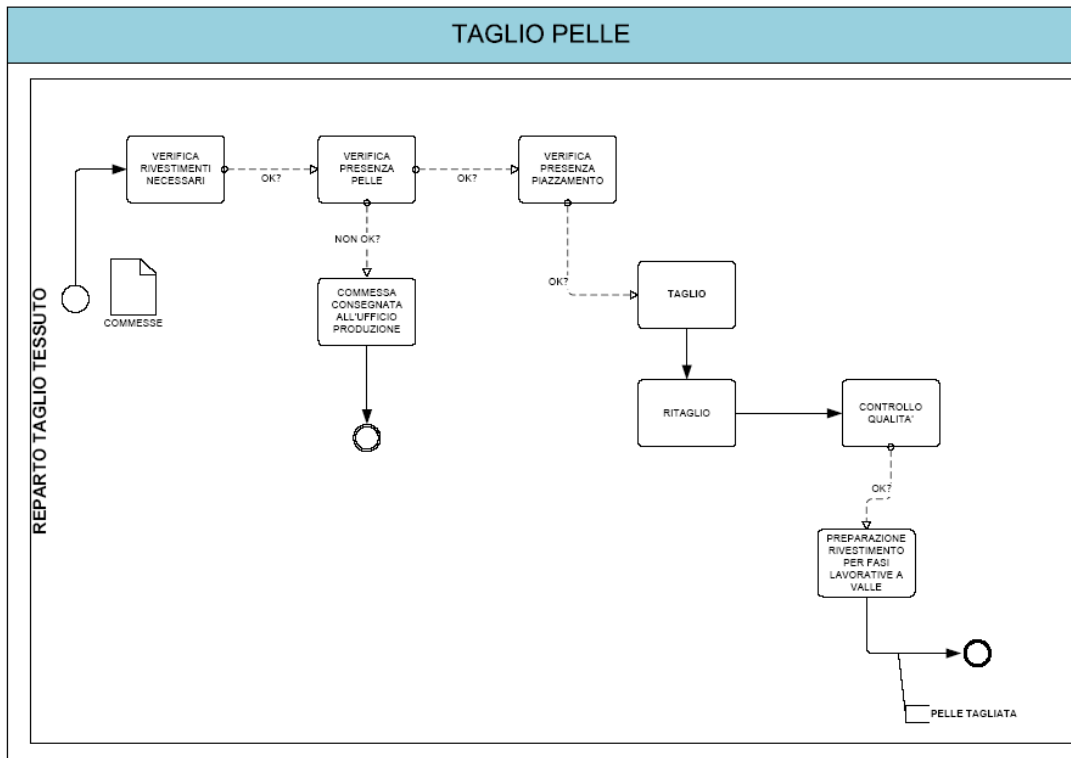 TAGLIO PELLE
REPARTO TAGLIO TESSUTO
VERIFICA
RIVESTIMENTI
NECESSARI
OK?
VERIFICA
PRESENZA
PELLE
OK?
VERIFICA
PRESENZA
PIAZZAMENTO
NON OK?
COMMESSE
COMMESSA
CONSEGNATA
ALL'UFFICIO
PRODUZIONE
OK?
TAGLIO
RITAGLIO
CONTROLLO
QUALITA'
OK?
PREPARAZIONE
RIVESTIMENTO
PER FASI
LAVORATIVE A
VALLE
PELLE TAGLIATA